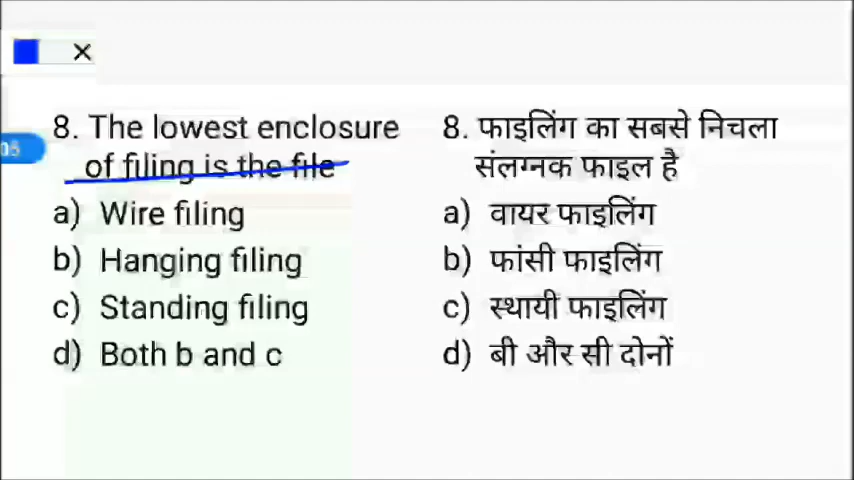 05
8. The lowest enclosure
of filing is the file
a) Wire filing
b) Hanging filing
c) Standing filing
d) Both b and c
8. फाइलिंग का सबसे निचला
संलग्नक फाइल है
a) वायर फाइलिंग
b) फांसी फाइलिंग
c) स्थायी फाइलिंग
d) बी और सी दोनों